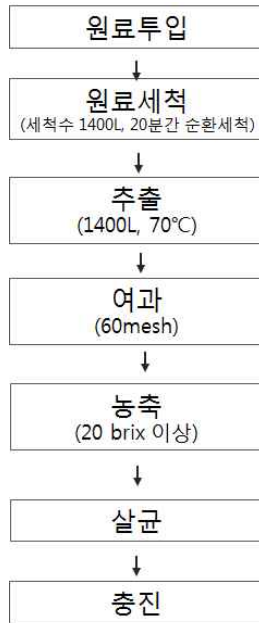 원료투입
원료세척
(세척수 1400L, 20분간 순환세척)
추출
(1400L, 70℃)
여과
(60mesh)
농축
(20 brix 이상)
살균
충진